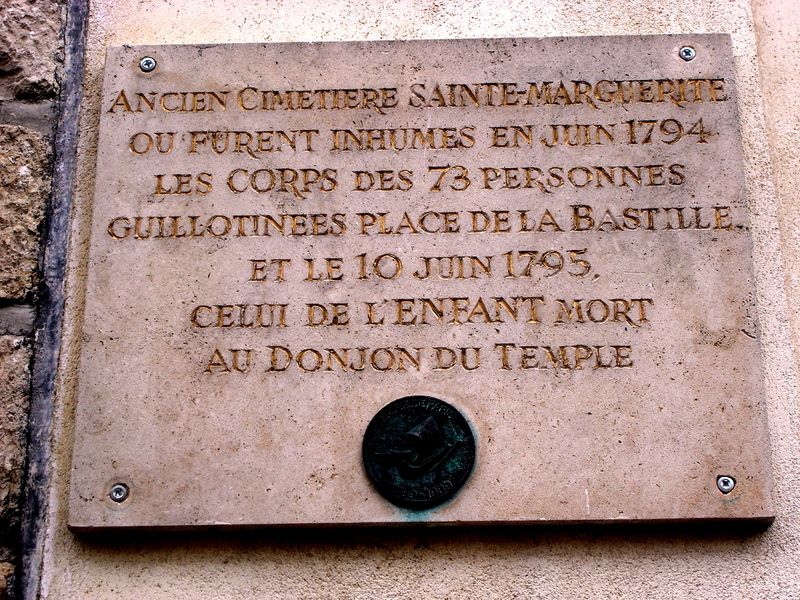 ANCIEN CIMETIERE SAINTE-MARGUERITE
OU FURENT INHUMES EN JUIN 1794
LES CORPS DES 73 PERSONNES
GUILLOTINEES PLACE DE LA BASTILLE,
ET LE 10 JUIN 1795,
CELUI DE L'ENFANT MORT
AU DONJON DU TEMPLE